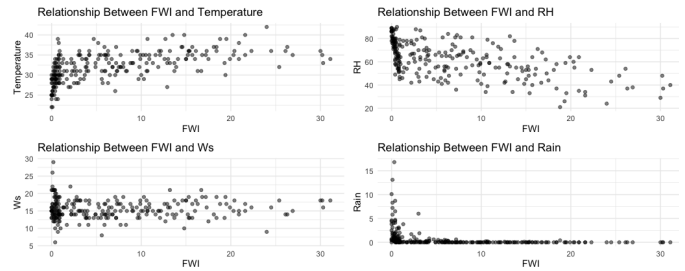 Relationship Between FWI and Temperature
Temperature
40
35
30
25
0
10
20
30
FWI
Relationship Between FWI and RH
RH
80
60
40
20
0
10
20
30
FWI
Relationship Between FWI and Ws
Ws
30
25
20
15
10
5
0
10
20
30
FWI
Relationship Between FWI and Rain
Rain
15
10
5
0
0
10
20
30
FWI